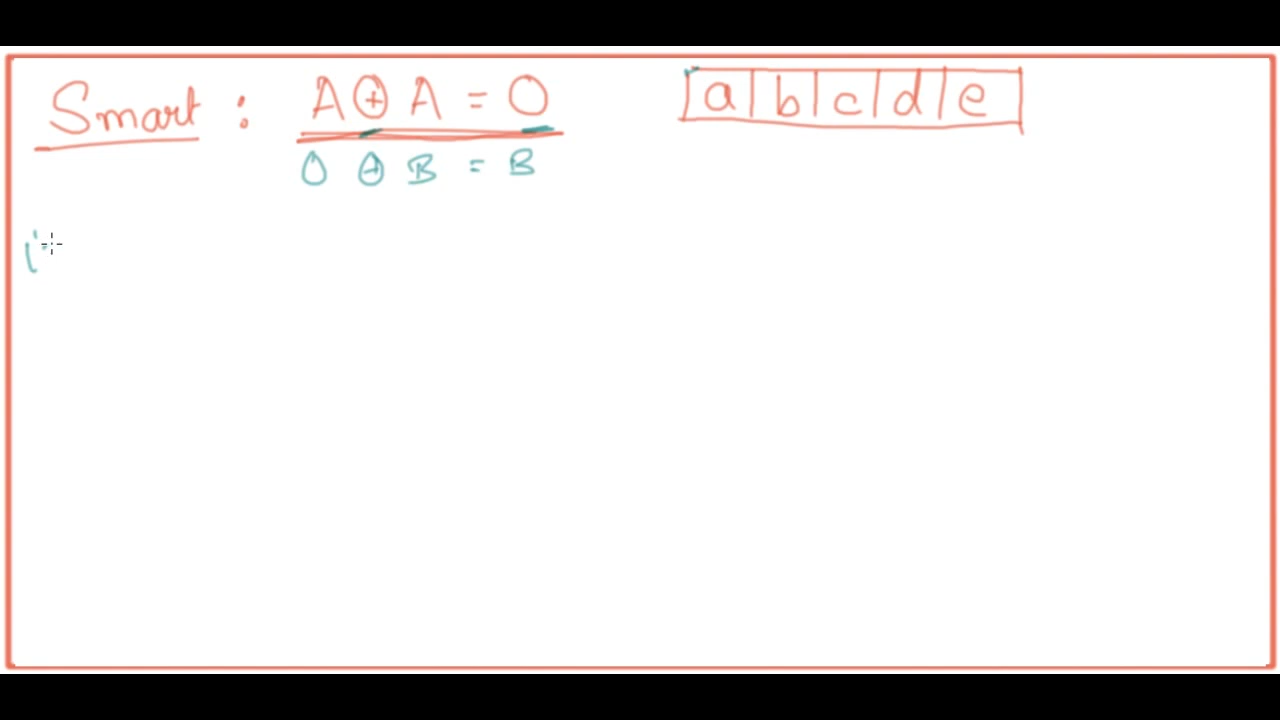 Smart : A ⊕ A = 0
a b c d e
0 ⊕ B = B